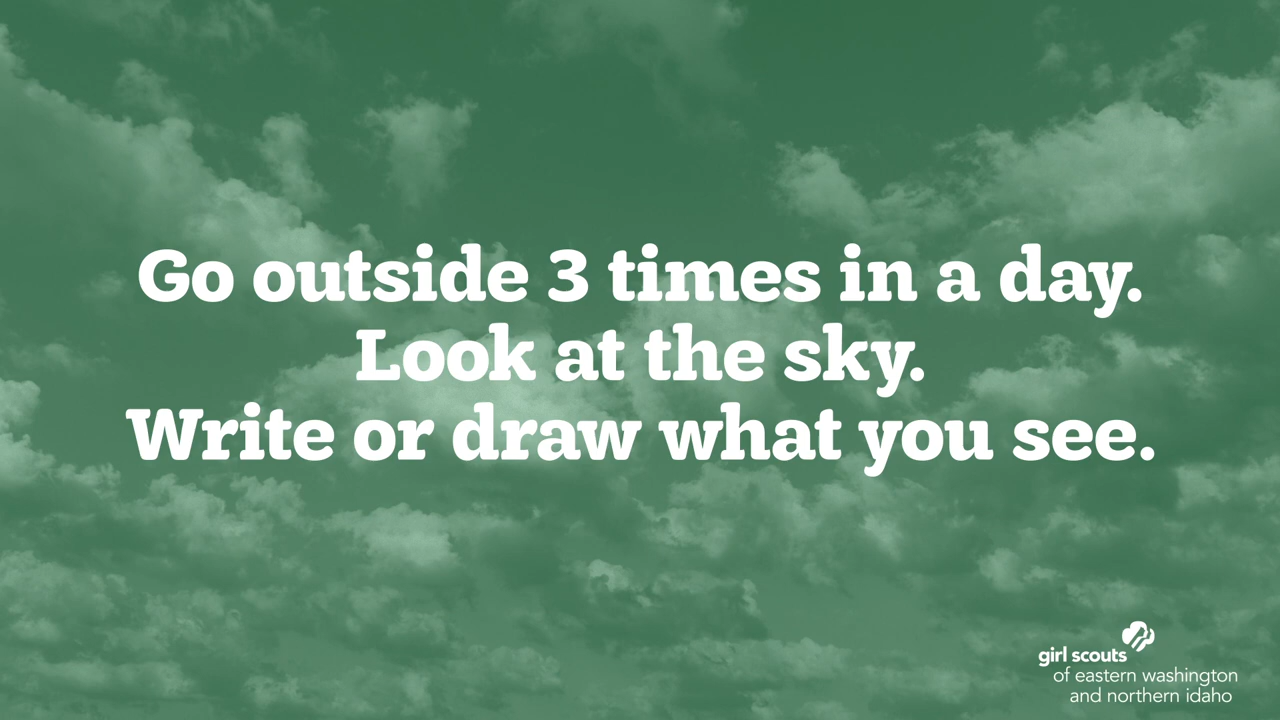 Go outside 3 times in a day.
Look at the sky.
Write or draw what you see.
girl scouts
of eastern washington
and northern idaho